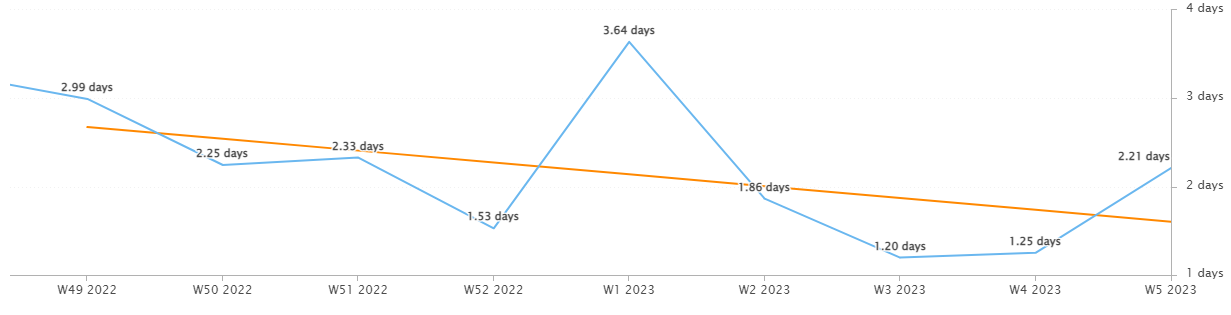 4 days
3.64 days
3 days
2.99 days
2.25 days
2.33 days
1.53 days
1.86 days
1.20 days
1.25 days
2.21 days
2 days
1 days
W49 2022
W50 2022
W51 2022
W52 2022
W1 2023
W2 2023
W3 2023
W4 2023
W5 2023